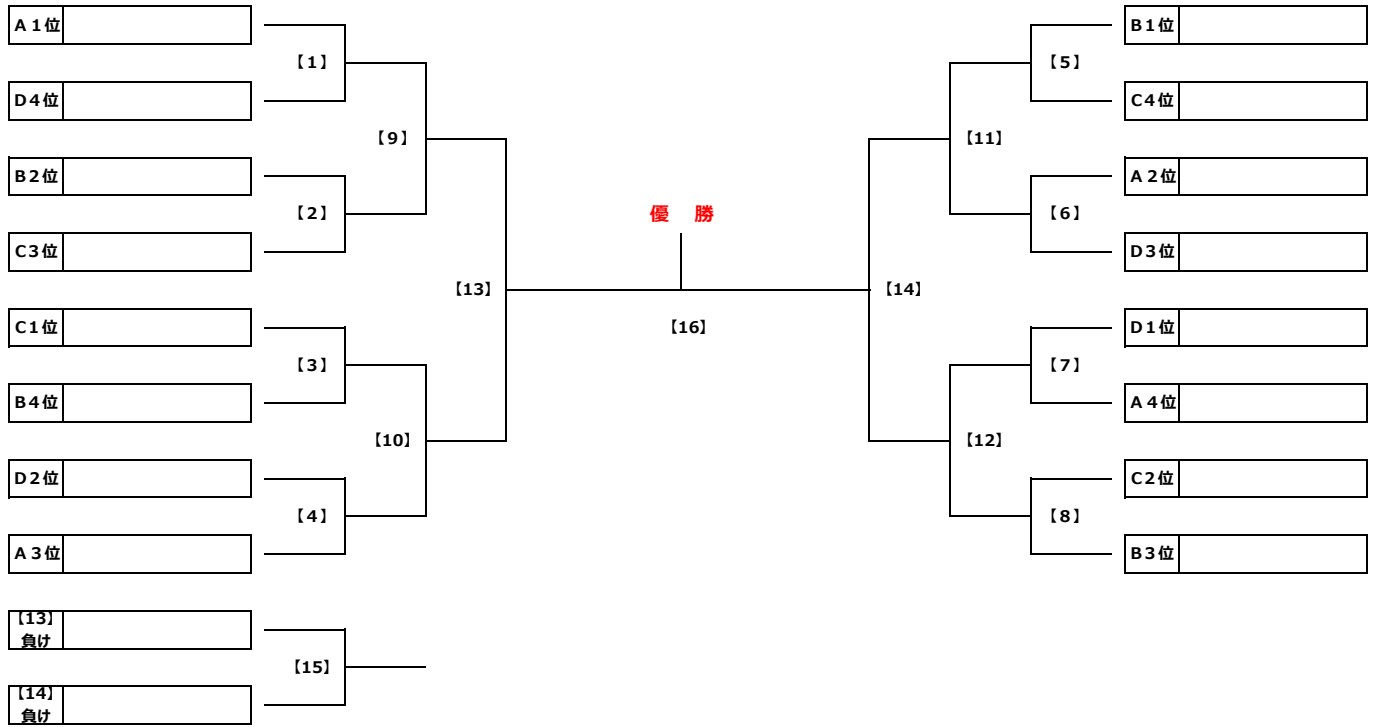 A１位
B1位
【1】
【5】
D４位
C4位
【9】
【11】
B２位
A２位
【2】
優　勝
【6】
C3位
D3位
【13】
【14】
C１位
【16】
D１位
【3】
【7】
B４位
A４位
【10】
【12】
D２位
C２位
【4】
【8】
A３位
B3位
【13】
負け
【15】
【14】
負け